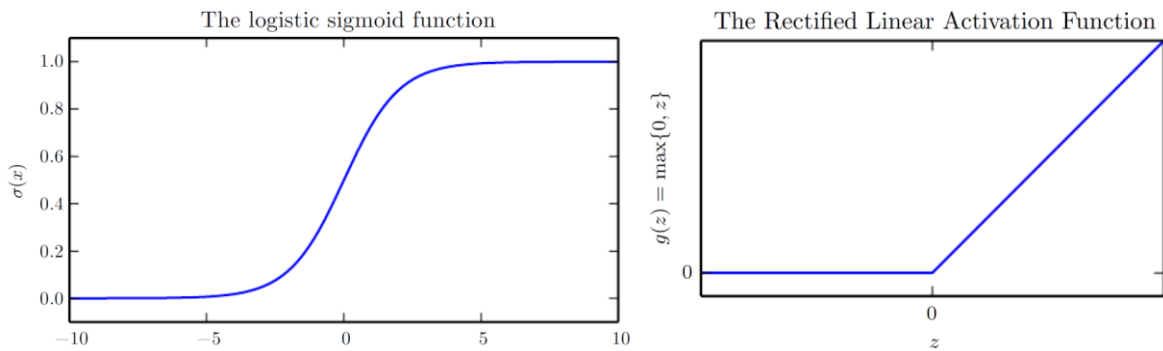 The logistic sigmoid function
1.0
0.8
0.6
0.4
0.2
0.0
σ(x)
−10
−5
0
5
10
The Rectified Linear Activation Function
g(z) = max{0, z}
0
0
z